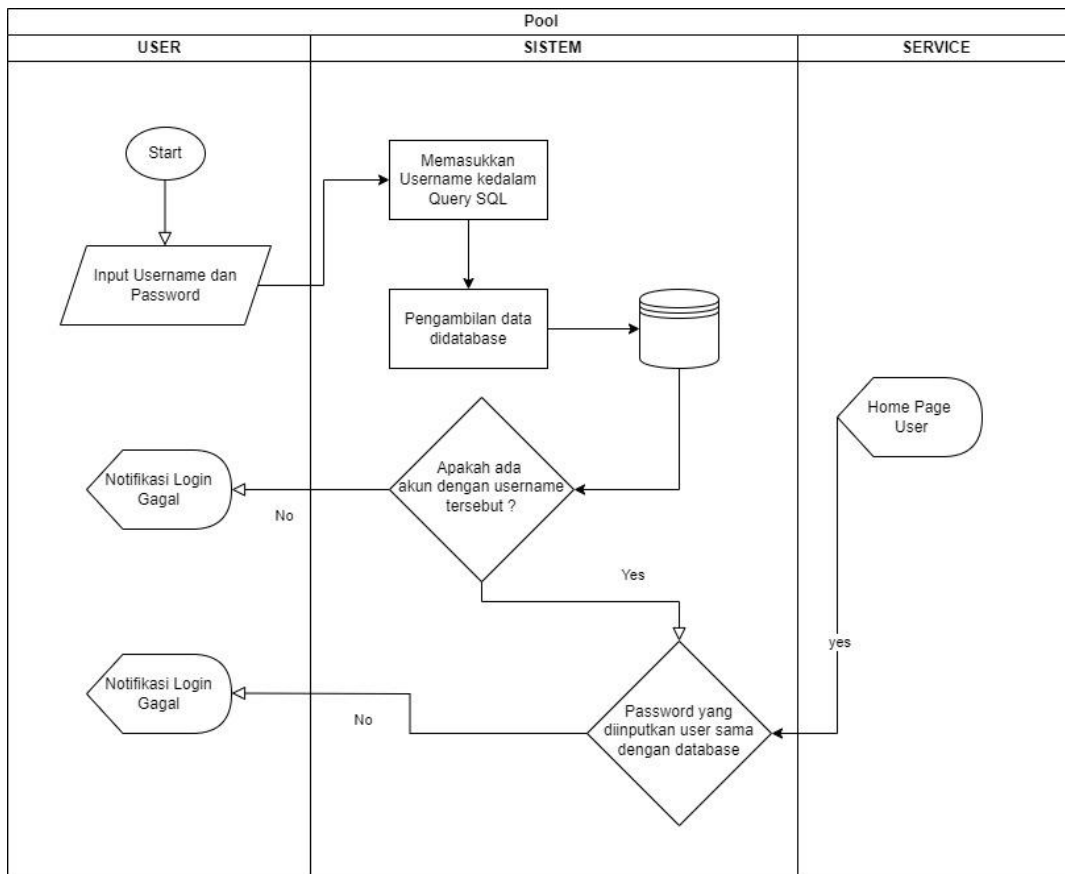 Pool
USER
SISTEM
SERVICE
Start
Memasukkan
Username kedalam
Query SQL
Input Username dan
Password
Pengambilan data
didatabase
Home Page
User
Apakah ada
akun dengan username
tersebut ?
Notifikasi Login
Gagal
No
Yes
yes
Notifikasi Login
Gagal
No
Password yang
diinputkan user sama
dengan database